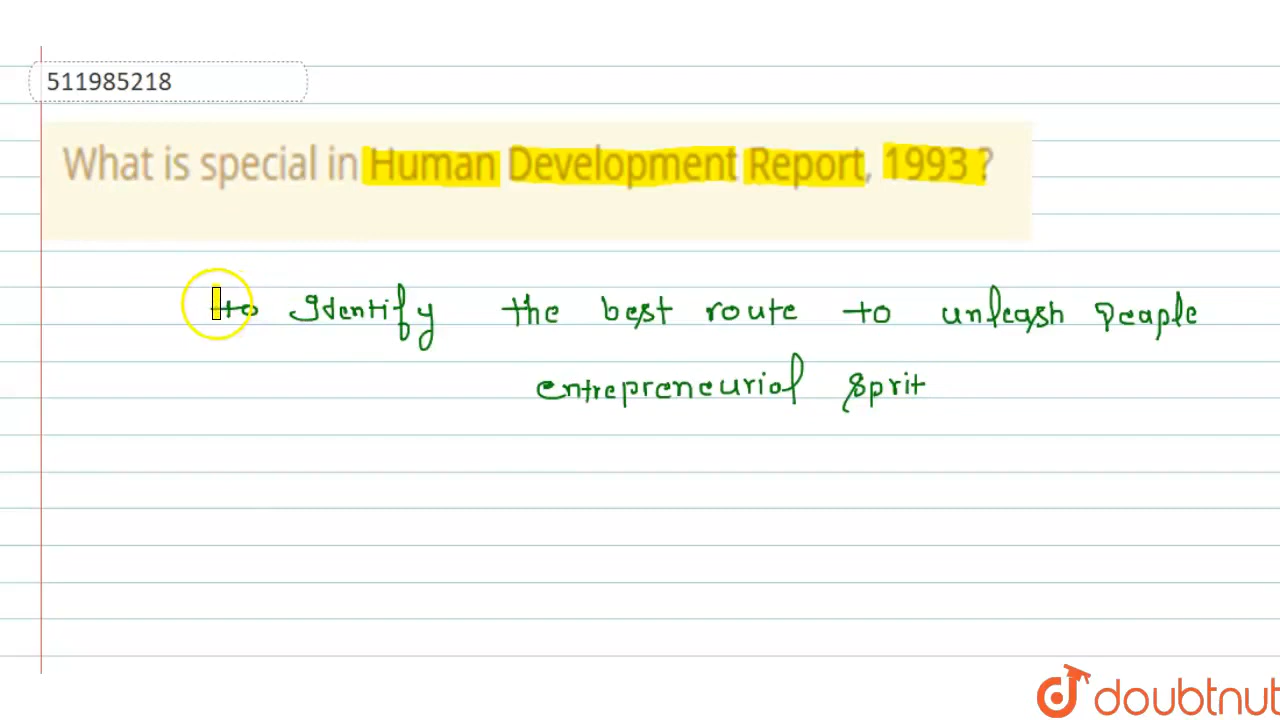 511985218
What is special in Human Development Report, 1993 ?
to Identify the best route to unleash peaple
entrepreneurial sprit
doubtnut